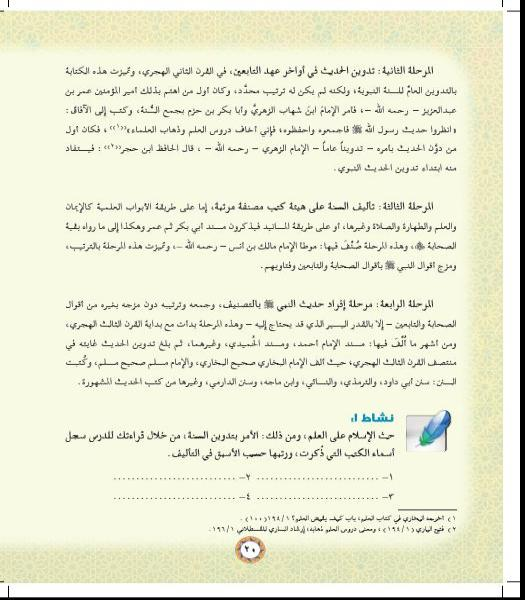 المرحلة الثانية: تدوين الحديث في أواخر عهد التابعين، في القرن الثاني الهجري، وتميزت هذه الكتابة
بالتدوين العام للسنة النبوية؛ ولكنه لم يكن له ترتيب محدد، وكان أول من اهتم بذلك أمير المؤمنين عمر بن
عبدالعزيز - رحمه الله -، فأمر الإمامَ ابنَ شهاب الزهريَّ وأبا بكر بن حزم بجمع السُّنة، وكتب إلى الآفاق:
«انظروا حديث رسول الله ﷺ فاجمعوه واحفظوه، فإني أخاف دروس العلم وذهاب العلماء»(١)، فكان أول
من دوَّن الحديث بأمره - تدويناً عاماً - الإمام الزهري - رحمه الله - ، قال الحافظ ابن حجر(٢): فيستفاد
منه ابتداء تدوين الحديث النبوي.
المرحلة الثالثة: تأليف السنة على هيئة كتب مصنفة مرتبة، إما على طريقة الأبواب العلمية كالإيمان
والعلم والطهارة والصلاة وغيرها، أو على طريقة المسانيد فيذكرون مسند أبي بكر ثم عمر وهكذا إلى ما رواه بقية
الصحابة ﷺ، وهذه المرحلة صُنِّف فيها: موطأ الإمام مالك بن أنس - رحمه الله -، وتميزت هذه المرحلة بالترتيب،
ومزج أقوال النبي ﷺ بأقوال الصحابة والتابعين وفتاويهم.
المرحلة الرابعة: مرحلة إفراد حديث النبي ﷺ بالتصنيف، وجمعه وترتيبه دون مزجه بغيره من أقوال
الصحابة والتابعين - إلا بالقدر اليسير الذي قد يحتاج إليه - وهذه المرحلة بدأت مع بداية القرن الثالث الهجري،
ومن أشهر ما أُلِّفَ فيها: مسند الإمام أحمد، ومسند الحُميدي، وغيرهما، ثم بلغ تدوين الحديث غايته في
منتصف القرن الثالث الهجري، حيث ألف الإمام البخاري صحيح البخاري، والإمام مسلم صحيح مسلم، وكُتبت
السنن: سنن أبي داود، والترمذي، والنسائي، وابن ماجه، وسنن الدارمي، وغيرها من كتب الحديث المشهورة.
نشاط ١:
حث الإسلام على العلم، ومن ذلك: الأمر بتدوين السنة، من خلال قراءتك للدرس سجل
أسماء الكتب التي ذُكرت، ورتبها حسب الأسبق في التأليف.
١- .......................... ٢- ..........................
٣- .......................... ٤- ..........................
١) أخرجه البخاري في كتاب العلم، باب كيف يقبض العلم؟ ١/ ١٩٤ (١٠٠).
٢) فتح الباري (١/ ١٩٤)، ومعنى دروس العلم ذهابه، إرشاد الساري للقسطلاني ١/ ١٩٦.
٢٠